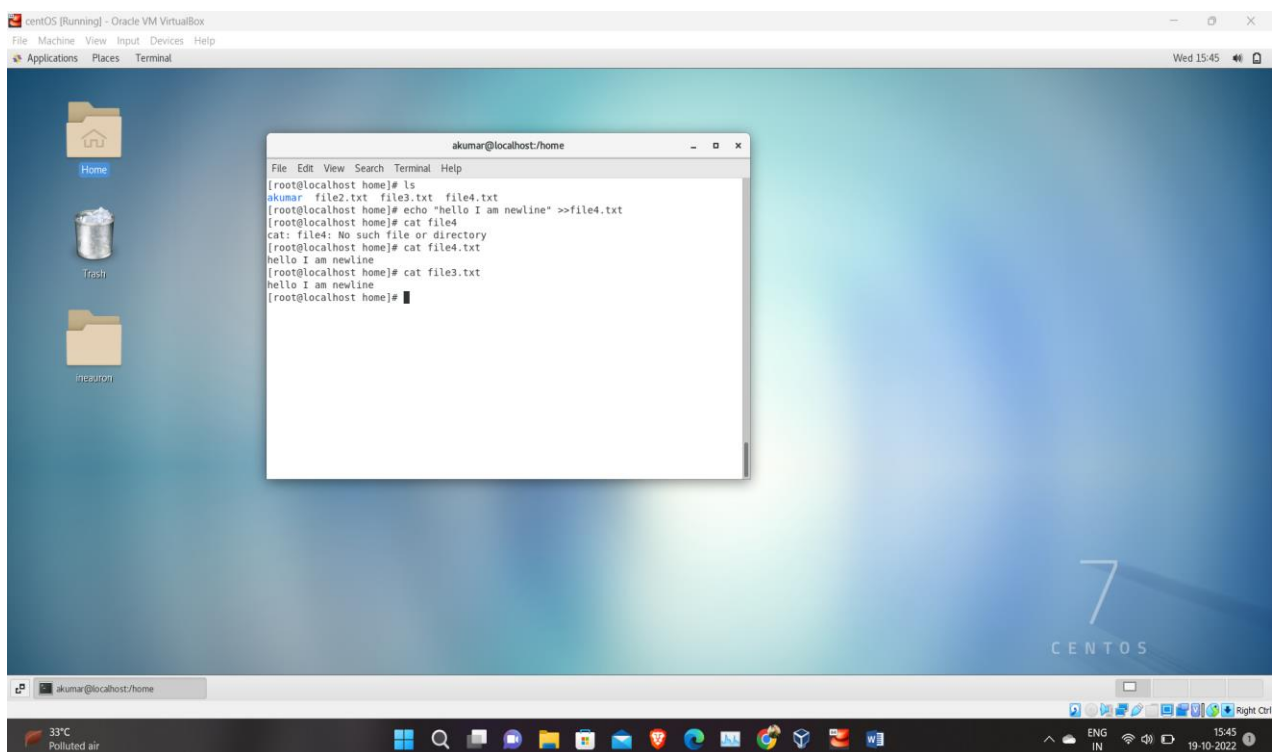 centOS [Running] - Oracle VM VirtualBox
File Machine View Input Devices Help
Applications Places Terminal
Wed 15:45
Home
Trash
ineauron
akumar@localhost:/home
File Edit View Search Terminal Help
[root@localhost home]# ls
akumar file2.txt file3.txt file4.txt
[root@localhost home]# echo "hello I am newline" >>file4.txt
[root@localhost home]# cat file4
cat: file4: No such file or directory
[root@localhost home]# cat file4.txt
hello I am newline
[root@localhost home]# cat file3.txt
hello I am newline
[root@localhost home]#
7
CENTOS
akumar@localhost:/home
Right Ctrl
33°C
Polluted air
ENG
IN
15:45
19-10-2022
1